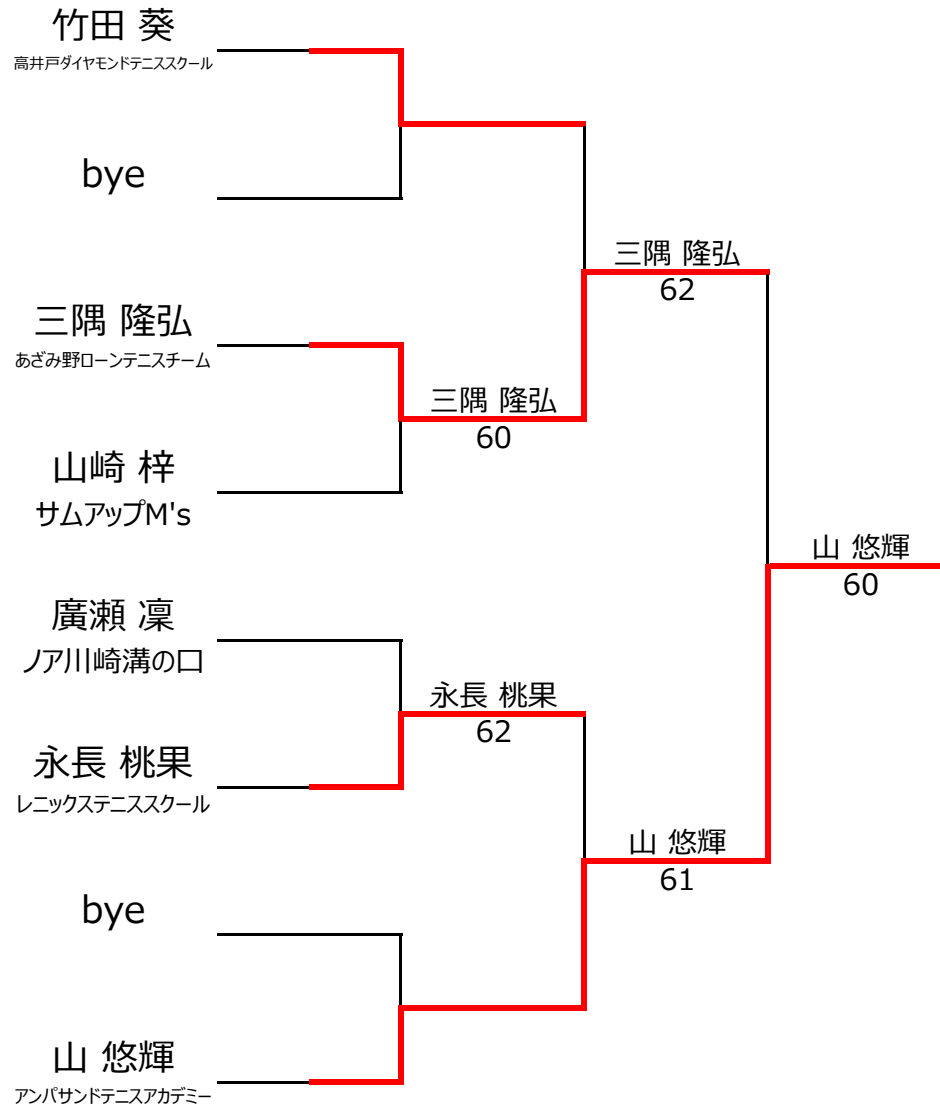 竹田 葵
高井戸ダイヤモンドテニススクール
bye
三隅 隆弘
62
三隅 隆弘
あざみ野ローンテニスチーム
三隅 隆弘
60
山崎 梓
サムアップM's
山 悠輝
60
廣瀬 凜
ノア川崎溝の口
永長 桃果
62
永長 桃果
レニックステニススクール
山 悠輝
61
bye
山 悠輝
アンパサンドテニスアカデミー